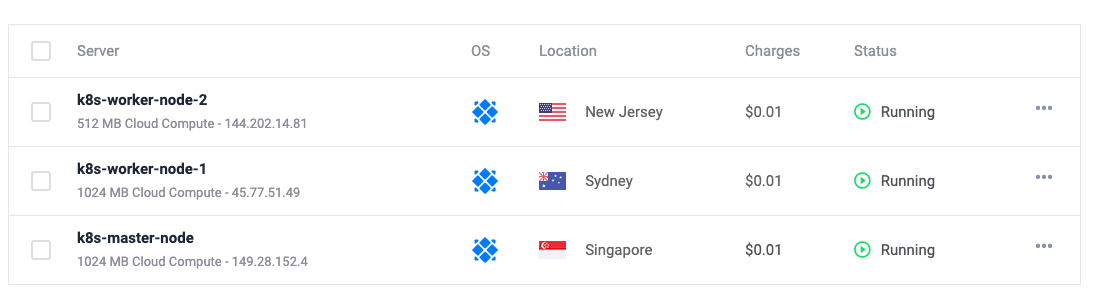 Server OS Location Charges Status
k8s-worker-node-2
512 MB Cloud Compute - 144.202.14.81
New Jersey $0.01 Running
k8s-worker-node-1
1024 MB Cloud Compute - 45.77.51.49
Sydney $0.01 Running
k8s-master-node
1024 MB Cloud Compute - 149.28.152.4
Singapore $0.01 Running